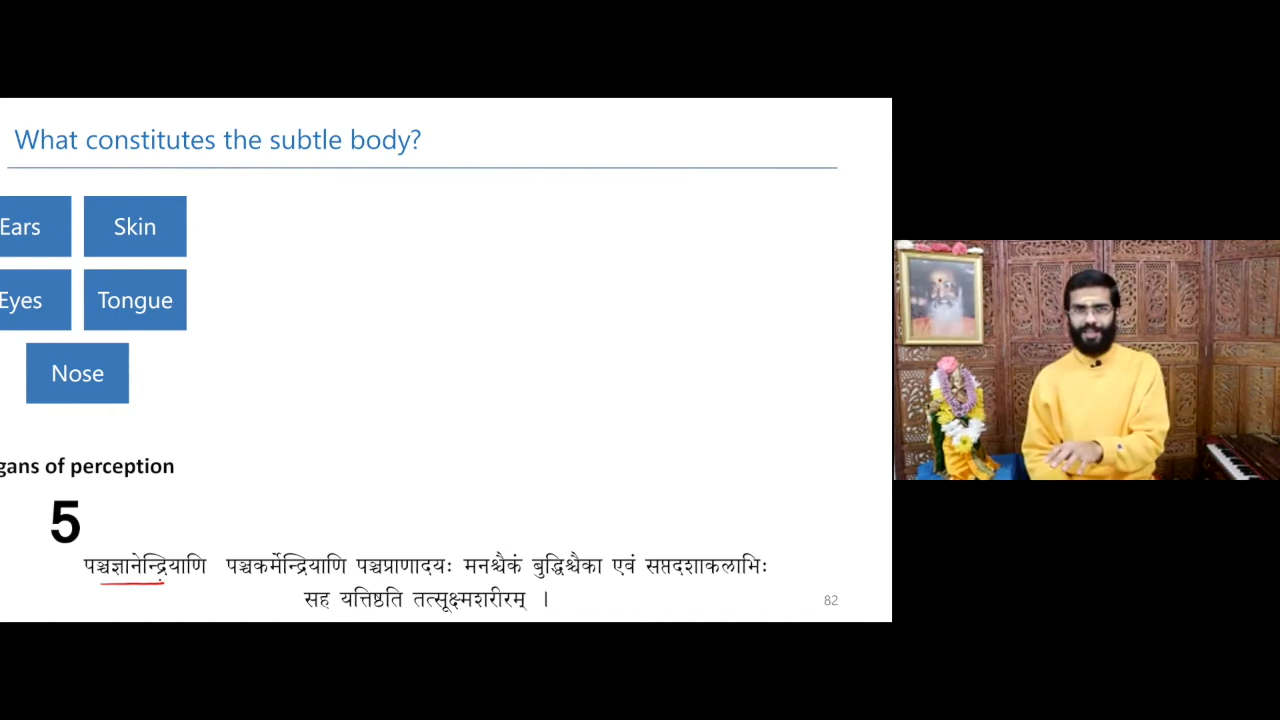 What constitutes the subtle body?
Ears Skin
Eyes Tongue
Nose
gans of perception
5
पञ्चज्ञानेन्द्रियाणि पञ्चकर्मेन्द्रियाणि पञ्चप्राणादयः मनश्चैकं बुद्धिश्चैका एवं सप्तदशाकलाभिः
सह यत्तिष्ठति तत्सूक्ष्मशरीरम् ।
82